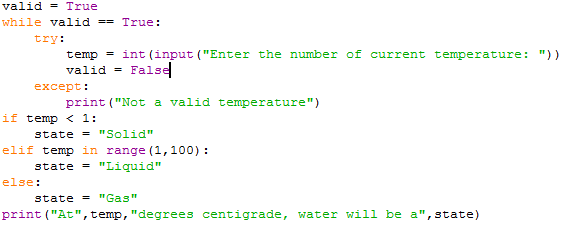 valid = True
while valid == True:
    try:
        temp = int(input("Enter the number of current temperature: "))
        valid = False
    except:
        print("Not a valid temperature")
if temp < 1:
    state = "Solid"
elif temp in range(1,100):
    state = "Liquid"
else:
    state = "Gas"
print("At",temp,"degrees centigrade, water will be a",state)